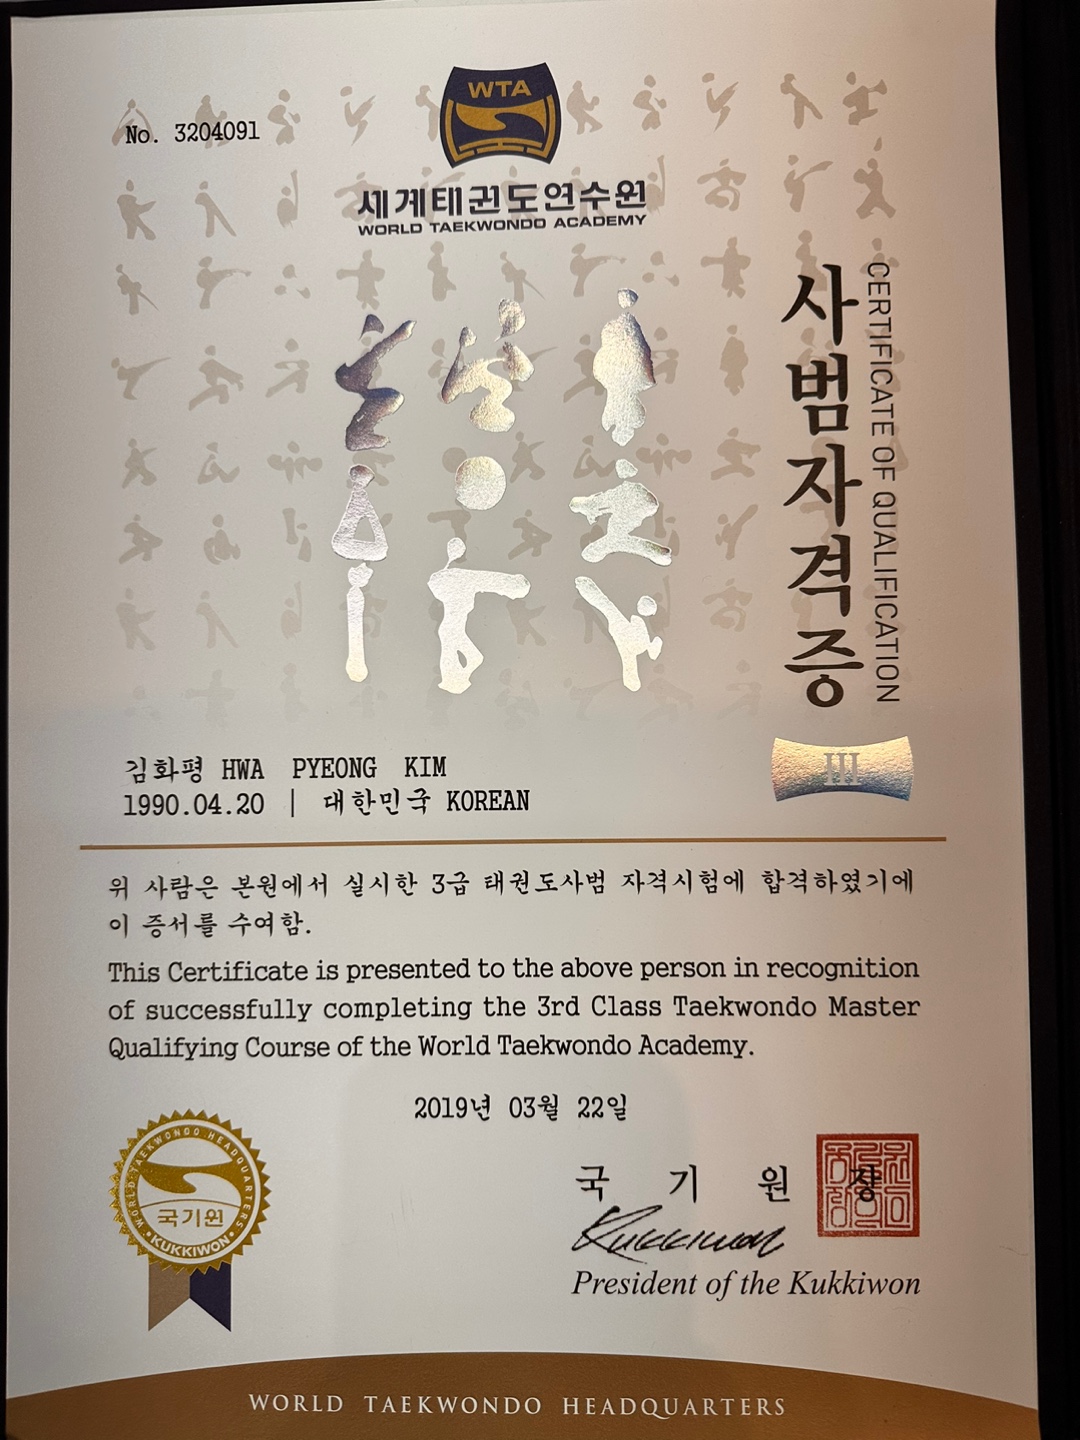 No. 3204091
WTA
세계태권도연수원
WORLD TAEKWONDO ACADEMY
사범자격증
CERTIFICATE OF QUALIFICATION
III
김화평 HWA PYEONG KIM
1990.04.20 | 대한민국 KOREAN
위 사람은 본원에서 실시한 3급 태권도사범 자격시험에 합격하였기에
이 증서를 수여함.
This Certificate is presented to the above person in recognition
of successfully completing the 3rd Class Taekwondo Master
Qualifying Course of the World Taekwondo Academy.
2019년 03월 22일
WORLD TAEKWONDO HEADQUARTERS
국기원
KUKKIWON
국 기 원 장
Kukkiwon
President of the Kukkiwon
WORLD TAEKWONDO HEADQUARTERS